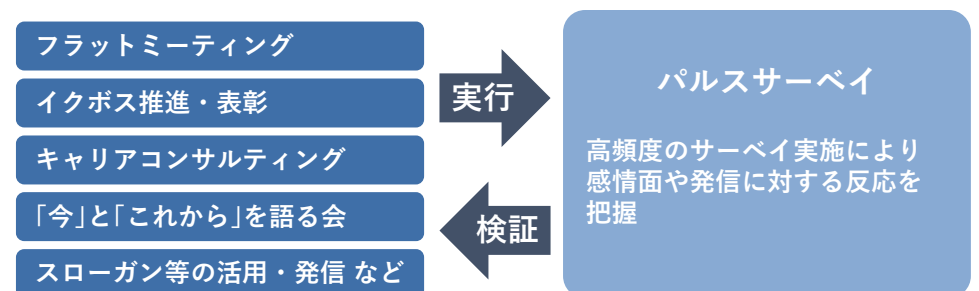 フラットミーティング
イクボス推進・表彰
キャリアコンサルティング
「今」と「これから」を語る会
スローガン等の活用・発信 など
実行
検証
パルスサーベイ
高頻度のサーベイ実施により
感情面や発信に対する反応を
把握